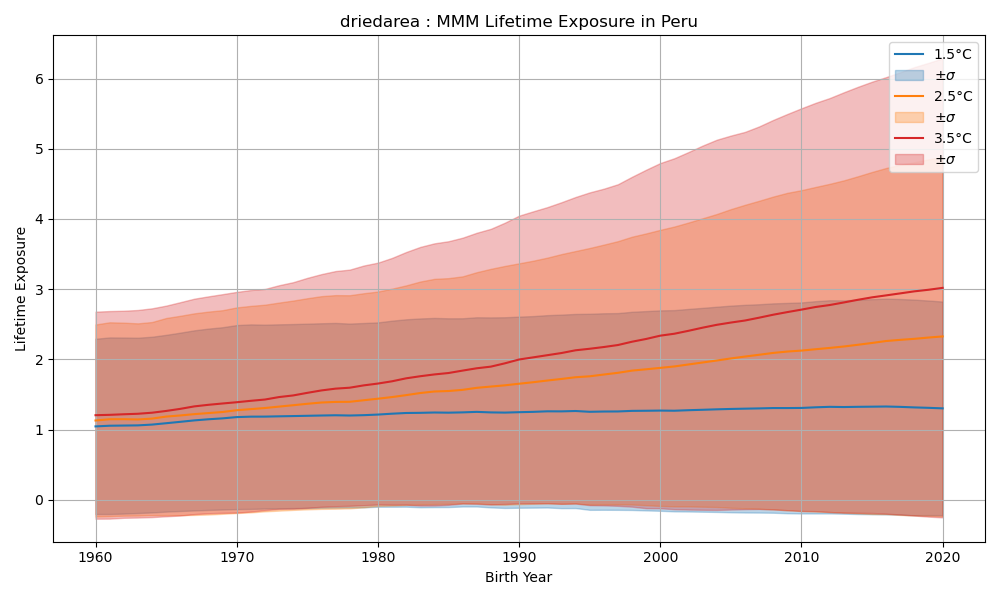 driedarea : MMM Lifetime Exposure in Peru
1.5°C
±σ
2.5°C
±σ
3.5°C
±σ
6
5
4
3
2
1
0
Lifetime Exposure
1960 1970 1980 1990 2000 2010 2020
Birth Year